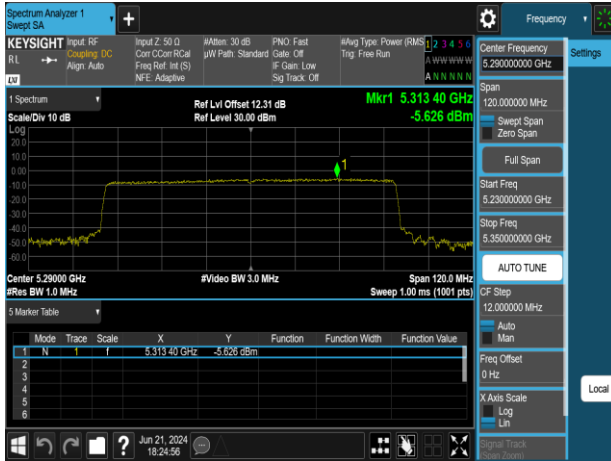 Spectrum Analyzer 1
Swept SA
+
Frequency
KEYSIGHT
RL
LXI
Input: RF
Coupling: DC
Align: Auto
Input Z: 50 Ω
Corr CCorr RCal
Freq Ref: Int (S)
NFE: Adaptive
#Atten: 30 dB
µW Path: Standard
PNO: Fast
Gate: Off
IF Gain: Low
Sig Track: Off
#Avg Type: Power (RMS
Trig: Free Run
1 2 3 4 5 6
A W W W W W
A N N N N N
1 Spectrum
Scale/Div 10 dB
Ref Lvl Offset 12.31 dB
Ref Level 30.00 dBm
Mkr1 5.313 40 GHz
-5.626 dBm
Log
20.0
10.0
0.00
-10.0
-20.0
-30.0
-40.0
-50.0
-60.0
1
Center 5.29000 GHz
#Res BW 1.0 MHz
#Video BW 3.0 MHz
Span 120.0 MHz
Sweep 1.00 ms (1001 pts)
5 Marker Table
Mode Trace Scale X Y Function Function Width Function Value
1 N 1 f 5.313 40 GHz -5.626 dBm
2
3
4
5
6
Jun 21, 2024
18:24:56
Center Frequency
5.290000000 GHz
Settings
Span
120.000000 MHz
Swept Span
Zero Span
Full Span
Start Freq
5.230000000 GHz
Stop Freq
5.350000000 GHz
AUTO TUNE
CF Step
12.000000 MHz
Auto
Man
Freq Offset
0 Hz
X Axis Scale
Log
Lin
Local
Signal Track
(Span Zoom)